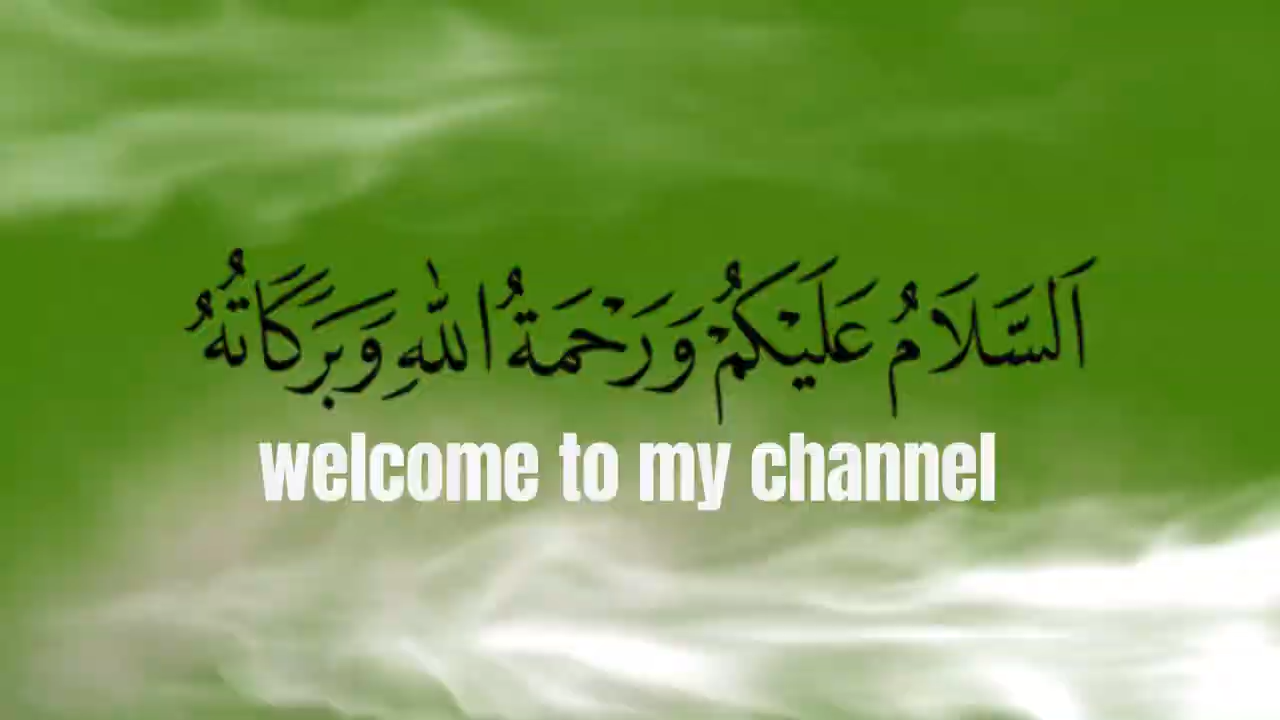 اَلسَّلَامُ عَلَيْكُمْ وَرَحْمَةُ اللهِ وَبَرَكَاتُهُ
welcome to my channel